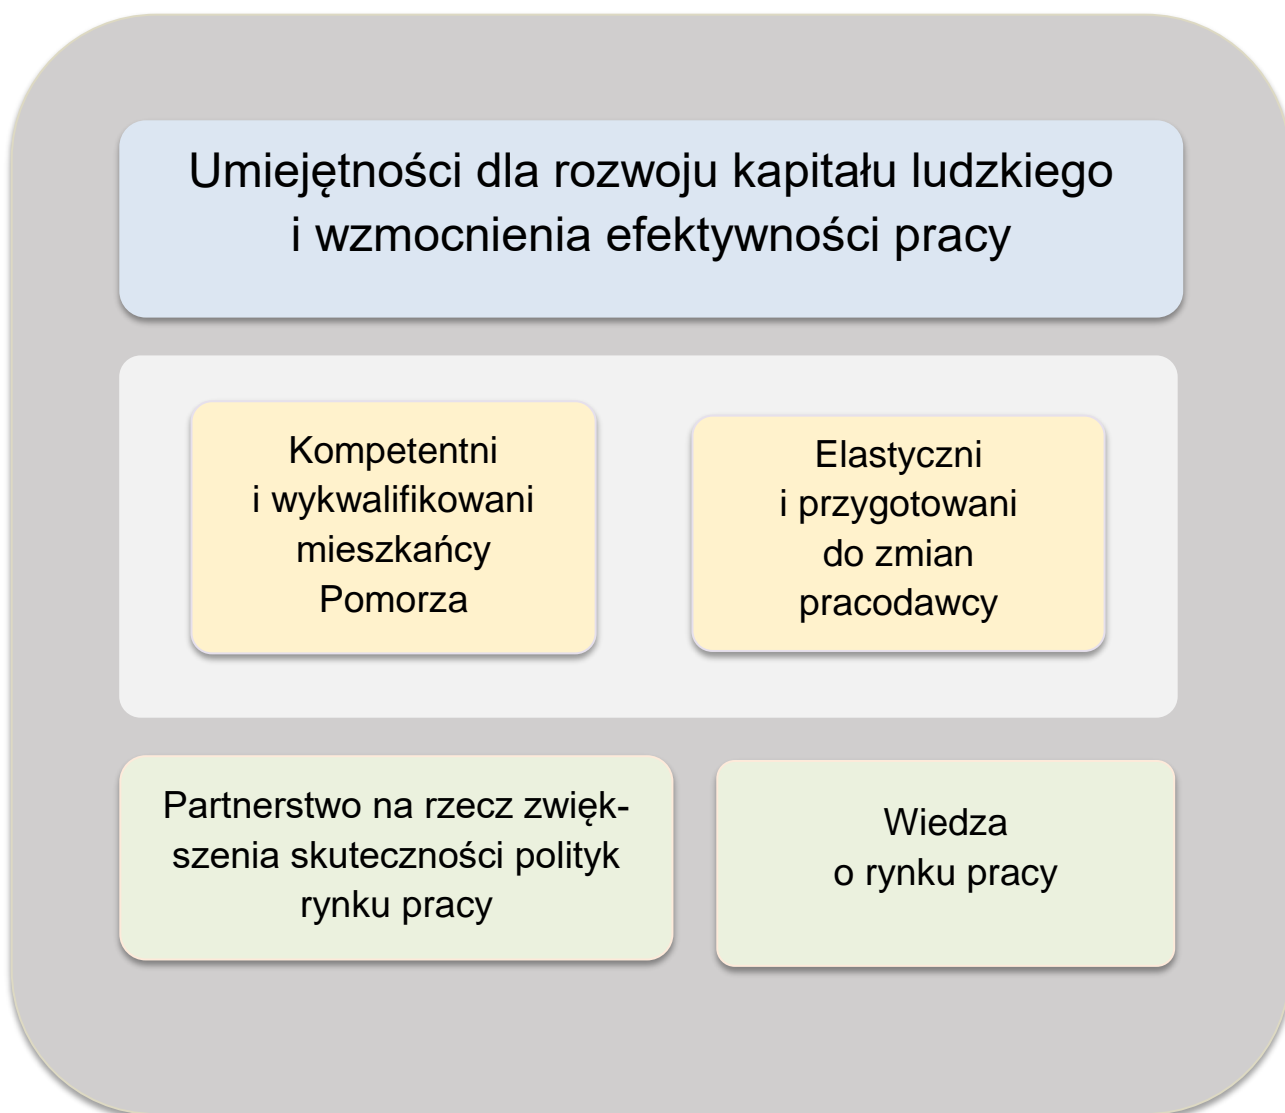 Umiejętności dla rozwoju kapitału ludzkiego
i wzmocnienia efektywności pracy
Kompetentni
i wykwalifikowani
mieszkańcy
Pomorza
Elastyczni
i przygotowani
do zmian
pracodawcy
Partnerstwo na rzecz zwięk-
szenia skuteczności polityk
rynku pracy
Wiedza
o rynku pracy